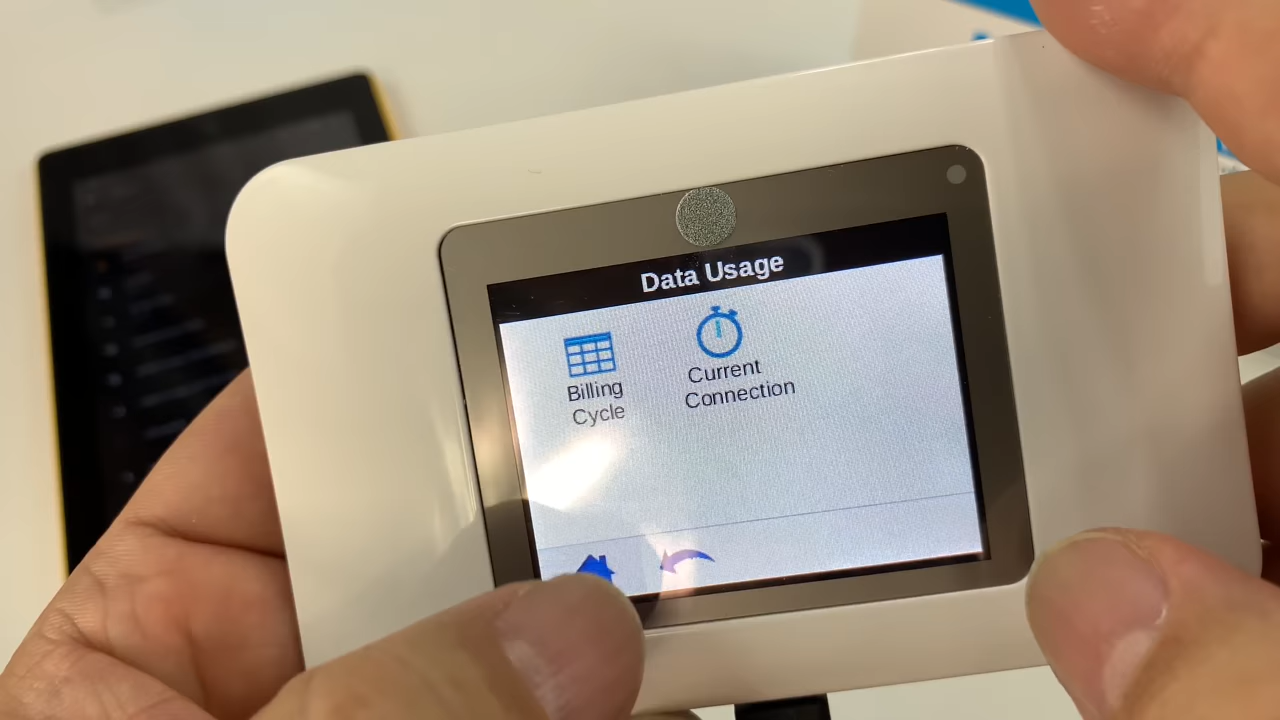 Data Usage
Billing
Cycle
Current
Connection